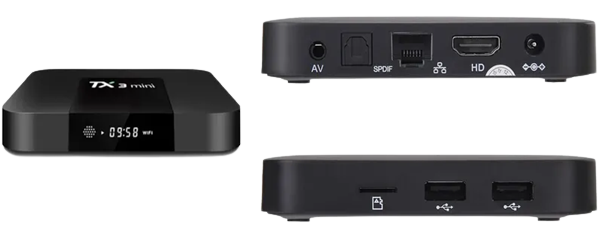 TX 3 mini
09:58 WiFi
AV
SPDIF
HD